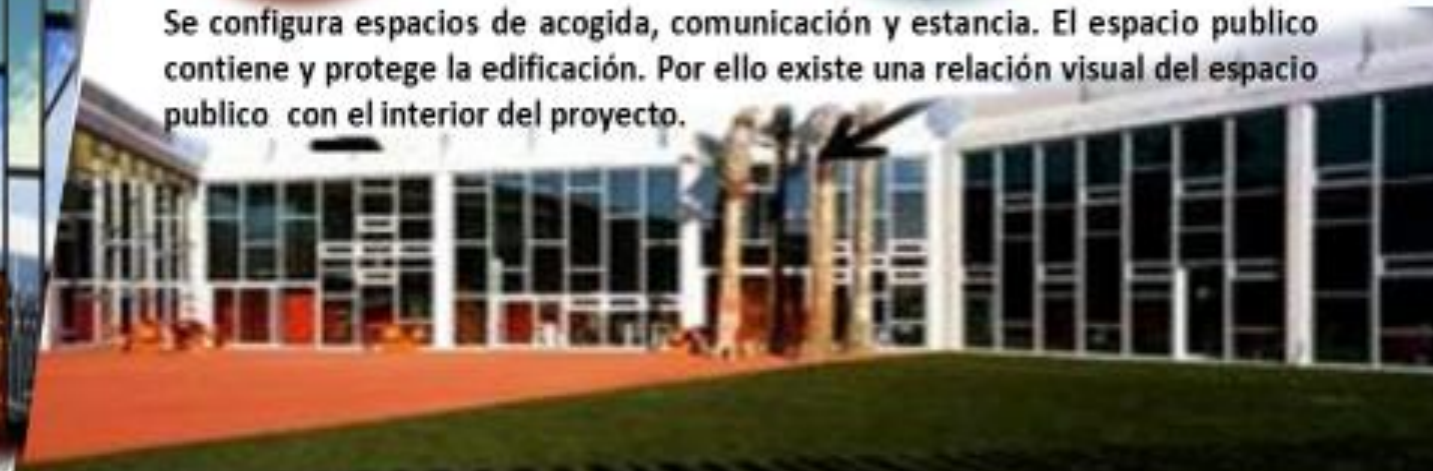 Se configura espacios de acogida, comunicación y estancia. El espacio publico
contiene y protege la edificación. Por ello existe una relación visual del espacio
publico con el interior del proyecto.